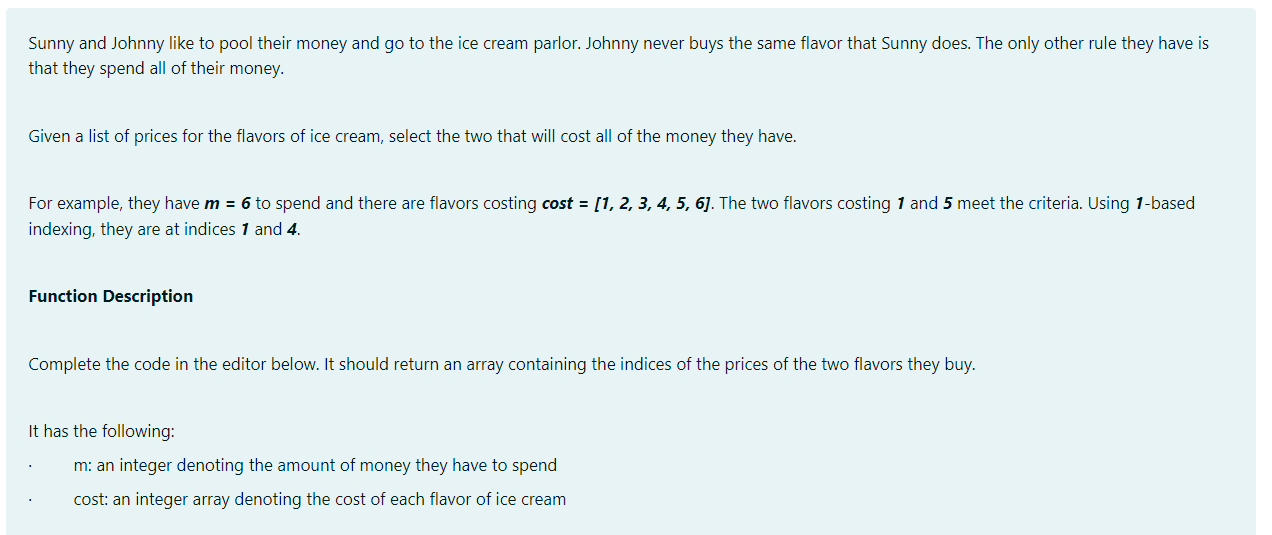 Sunny and Johnny like to pool their money and go to the ice cream parlor. Johnny never buys the same flavor that Sunny does. The only other rule they have is
that they spend all of their money.
Given a list of prices for the flavors of ice cream, select the two that will cost all of the money they have.
For example, they have m = 6 to spend and there are flavors costing cost = [1, 2, 3, 4, 5, 6]. The two flavors costing 1 and 5 meet the criteria. Using 1-based
indexing, they are at indices 1 and 4.
Function Description
Complete the code in the editor below. It should return an array containing the indices of the prices of the two flavors they buy.
It has the following:
· m: an integer denoting the amount of money they have to spend
· cost: an integer array denoting the cost of each flavor of ice cream